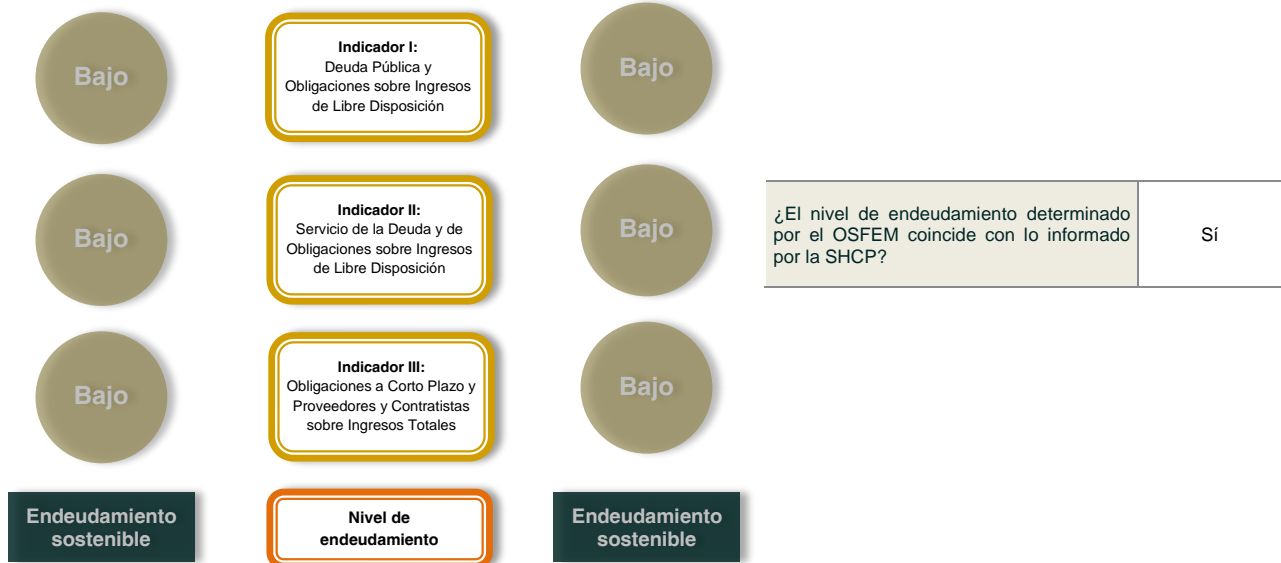 Bajo
Indicador I:
Deuda Pública y
Obligaciones sobre Ingresos
de Libre Disposición
Bajo
Bajo
Indicador II:
Servicio de la Deuda y de
Obligaciones sobre Ingresos
de Libre Disposición
Bajo
¿El nivel de endeudamiento determinado
por el OSFEM coincide con lo informado
por la SHCP?
Sí
Bajo
Indicador III:
Obligaciones a Corto Plazo y
Proveedores y Contratistas
sobre Ingresos Totales
Bajo
Endeudamiento
sostenible
Nivel de
endeudamiento
Endeudamiento
sostenible